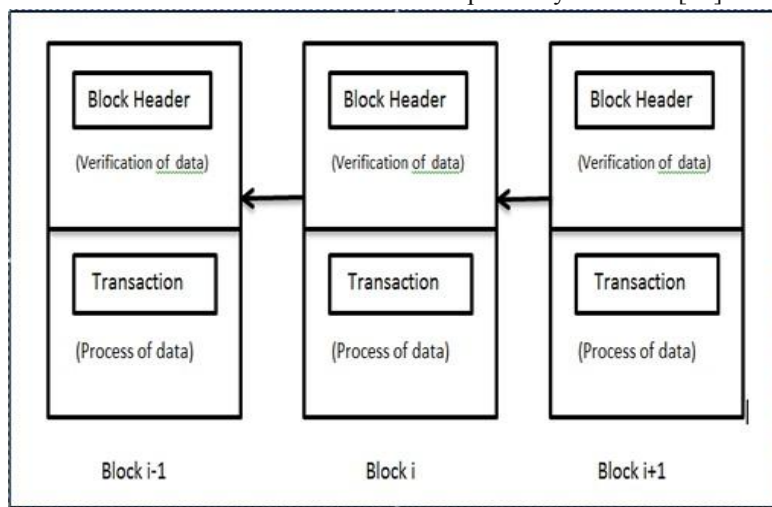 Block Header Block Header Block Header
(Verification of data) (Verification of data) (Verification of data)
Transaction Transaction Transaction
(Process of data) (Process of data) (Process of data)
Block i-1 Block i Block i+1